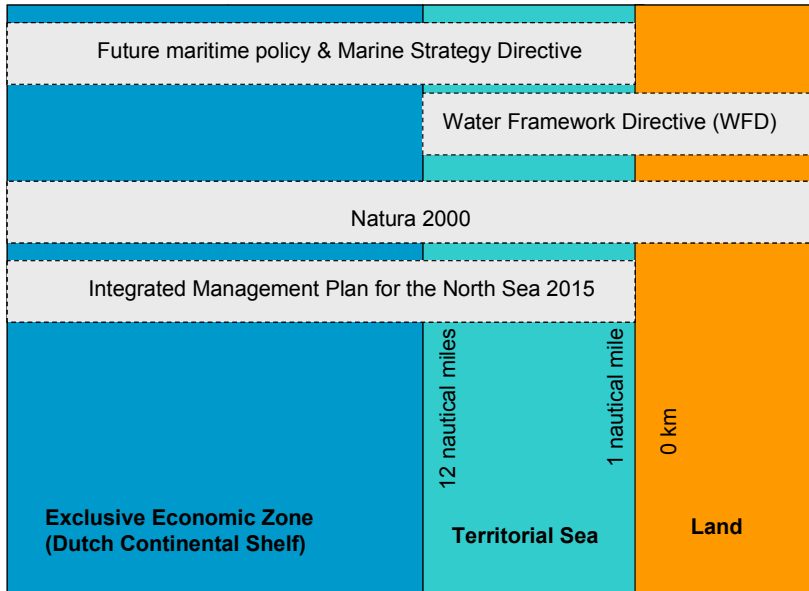 Future maritime policy & Marine Strategy Directive
Water Framework Directive (WFD)
Natura 2000
Integrated Management Plan for the North Sea 2015
12 nautical miles
1 nautical mile
0 km
Exclusive Economic Zone
(Dutch Continental Shelf)
Territorial Sea
Land